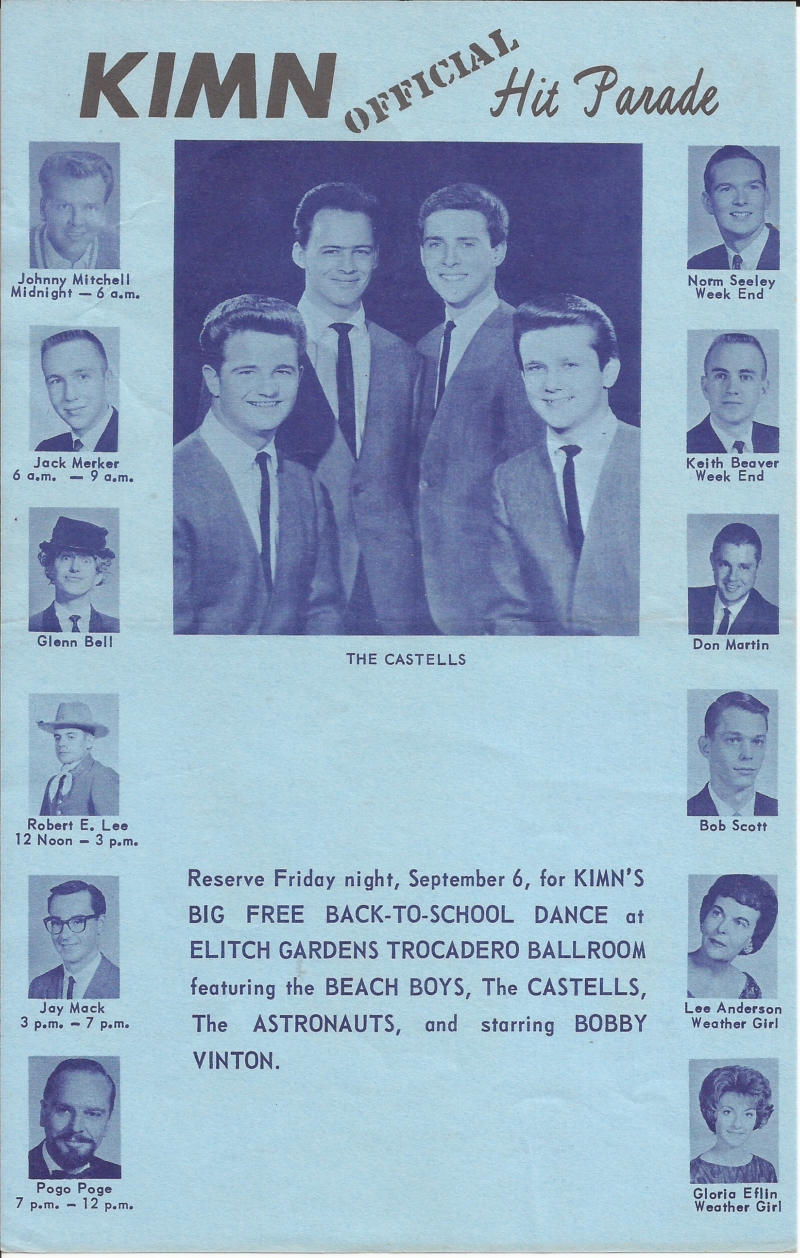 KIMN OFFICIAL Hit Parade
Johnny Mitchell
Midnight – 6 a.m.
Jack Merker
6 a.m. – 9 a.m.
Glenn Bell
Robert E. Lee
12 Noon – 3 p.m.
Jay Mack
3 p.m. – 7 p.m.
Pogo Poge
7 p.m. – 12 p.m.
THE CASTELLS
Reserve Friday night, September 6, for KIMN'S
BIG FREE BACK-TO-SCHOOL DANCE at
ELITCH GARDENS TROCADERO BALLROOM
featuring the BEACH BOYS, The CASTELLS,
The ASTRONAUTS, and starring BOBBY
VINTON.
Norm Seeley
Week End
Keith Beaver
Week End
Don Martin
Bob Scott
Lee Anderson
Weather Girl
Gloria Eflin
Weather Girl